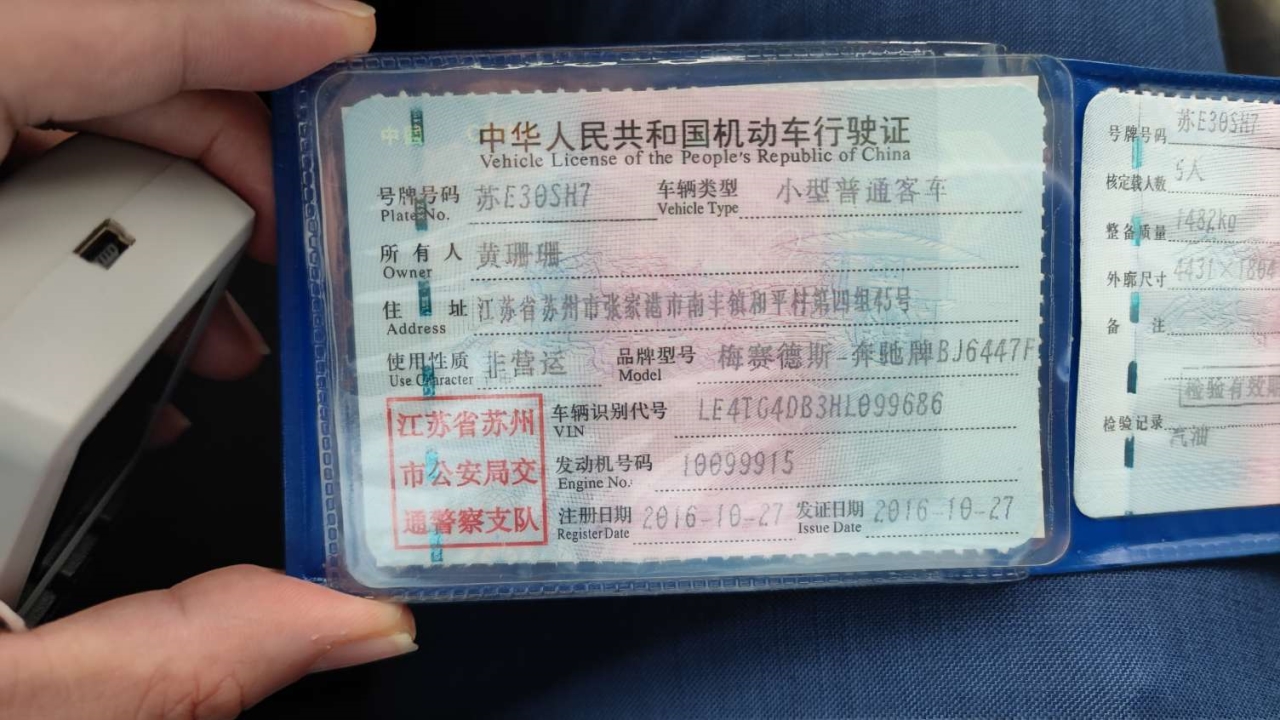 中华人民共和国机动车行驶证
Vehicle License of the People's Republic of China
号牌号码 苏E30SH7 车辆类型 小型普通客车
Plate No. Vehicle Type
所有人 黄珊珊
Owner
住址 江苏省苏州市张家港市南丰镇和平村第四组45号
Address
使用性质 非营运 品牌型号 梅赛德斯-奔驰牌BJ6447F
Use Character Model
江苏省苏州
市公安局交
通警察支队
车辆识别代号 LE4TG4DB3HL099686
VIN
发动机号码 10099915
Engine No.
注册日期 2016-10-27 发证日期 2016-10-27
Register Date Issue Date
号牌号码 苏E30SH7
核定载人数 5人
整备质量 1482kg
外廓尺寸 4431×1864
备注
检验有效期
检验记录
汽油